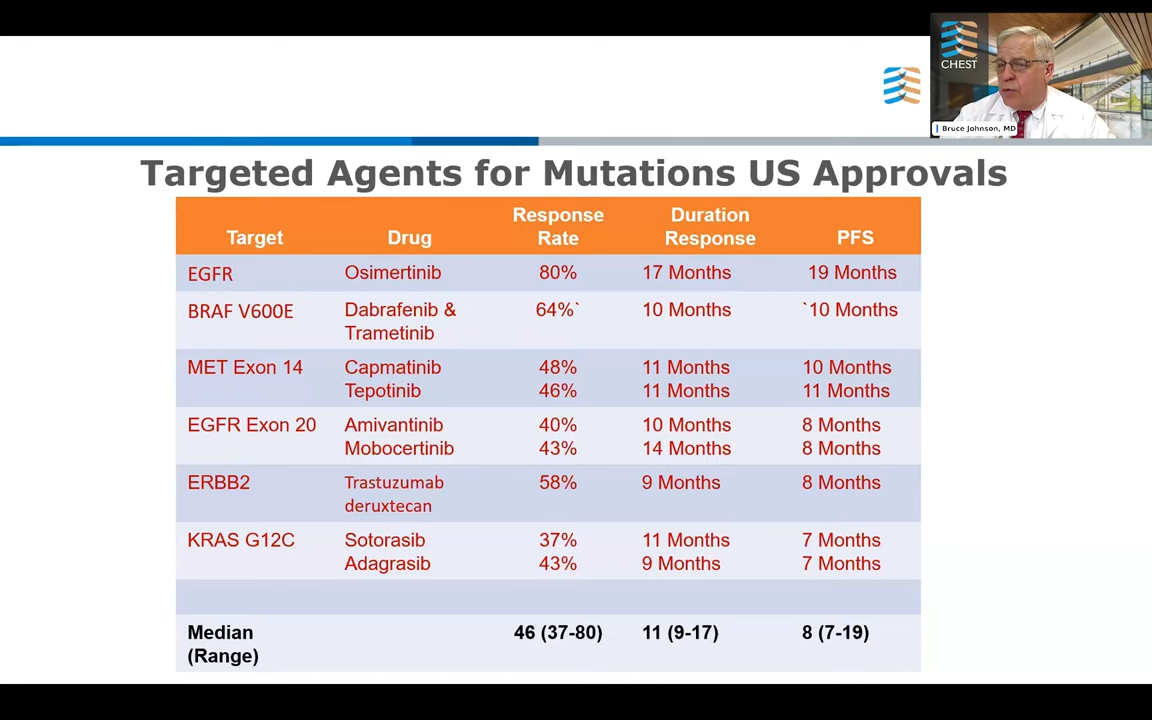 CHEST
Bruce Johnson, MD
Targeted Agents for Mutations US Approvals
Target Drug Response Rate Duration Response PFS
EGFR Osimertinib 80% 17 Months 19 Months
BRAF V600E Dabrafenib & Trametinib 64%` 10 Months `10 Months
MET Exon 14 Capmatinib 48% 11 Months 10 Months
Tepotinib 46% 11 Months 11 Months
EGFR Exon 20 Amivantinib 40% 10 Months 8 Months
Mobocertinib 43% 14 Months 8 Months
ERBB2 Trastuzumab deruxtecan 58% 9 Months 8 Months
KRAS G12C Sotorasib 37% 11 Months 7 Months
Adagrasib 43% 9 Months 7 Months
Median (Range) 46 (37-80) 11 (9-17) 8 (7-19)